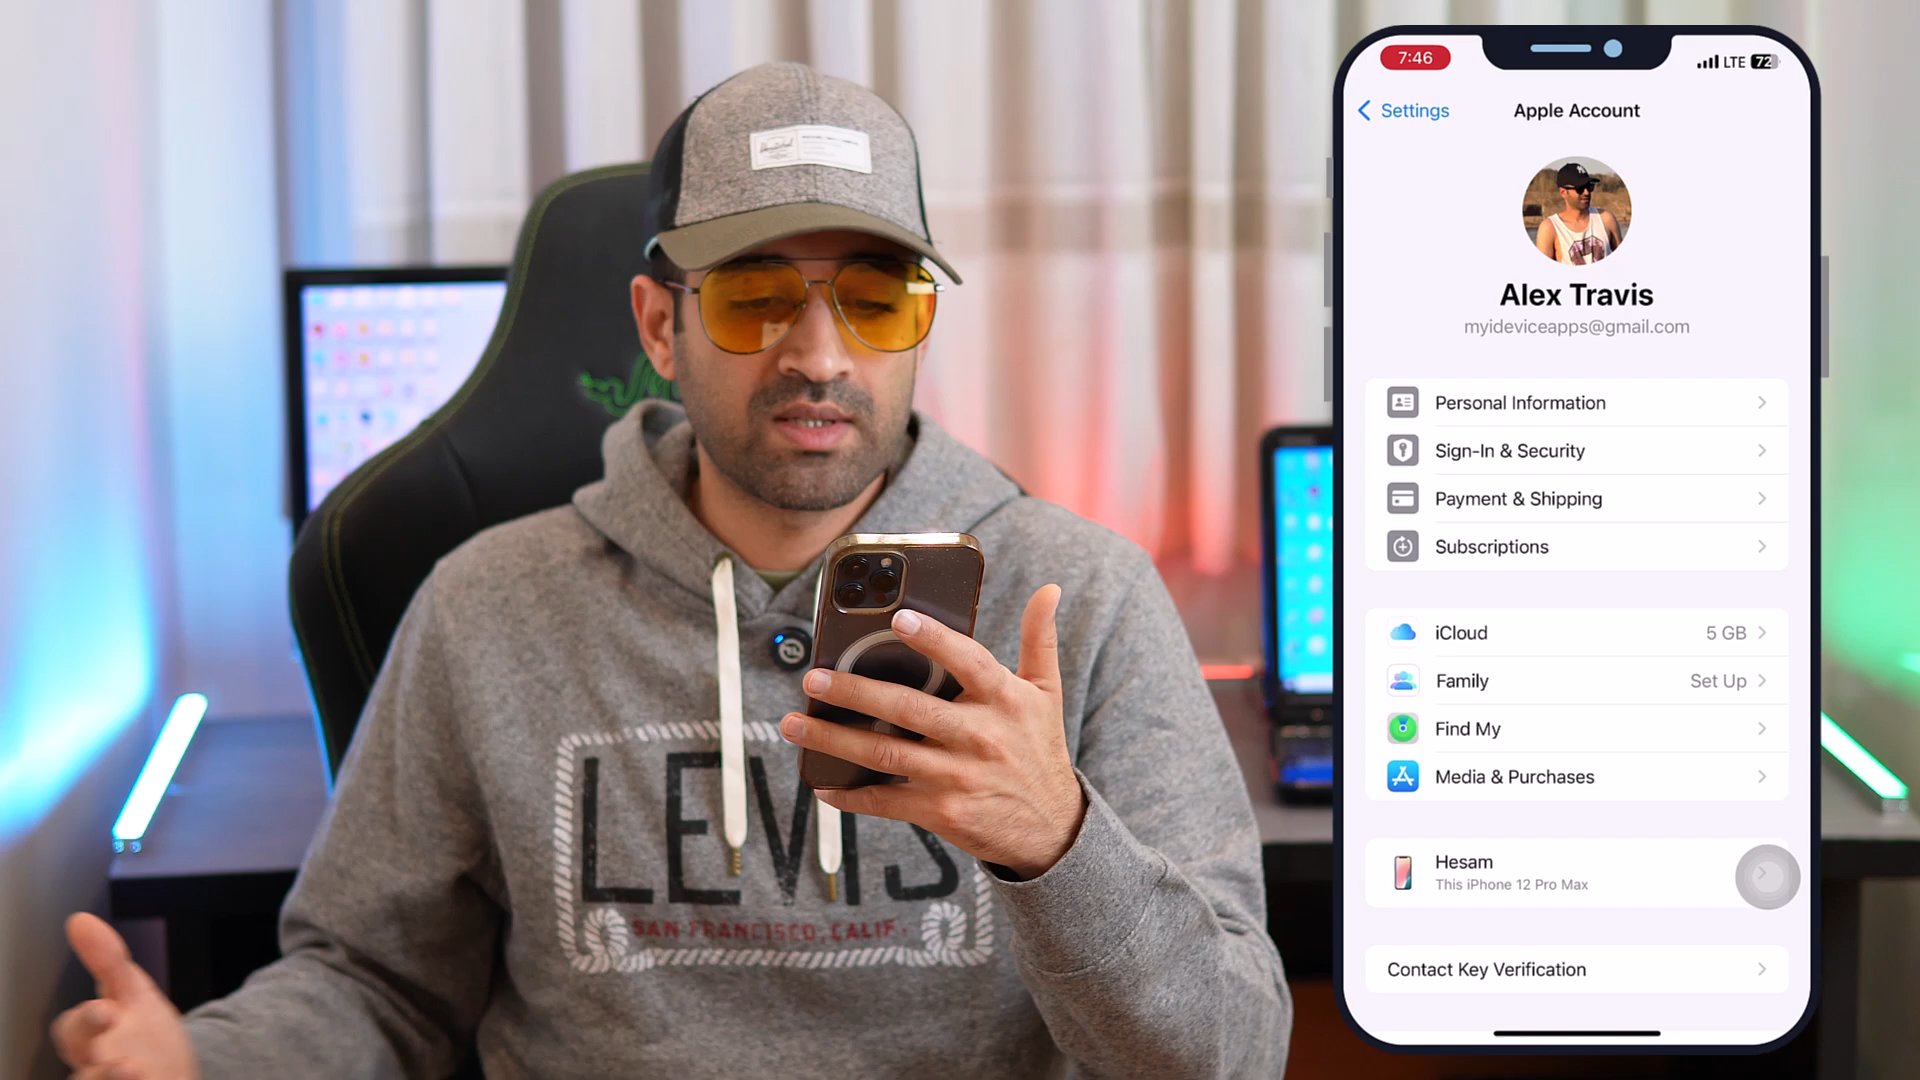 7:46
LTE 72
Settings
Apple Account
Alex Travis
myideviceapps@gmail.com
Personal Information
Sign-In & Security
Payment & Shipping
Subscriptions
iCloud
5 GB
Family
Set Up
Find My
Media & Purchases
Hesam
This iPhone 12 Pro Max
Contact Key Verification
LEVI'S
SAN FRANCISCO, CALIF.